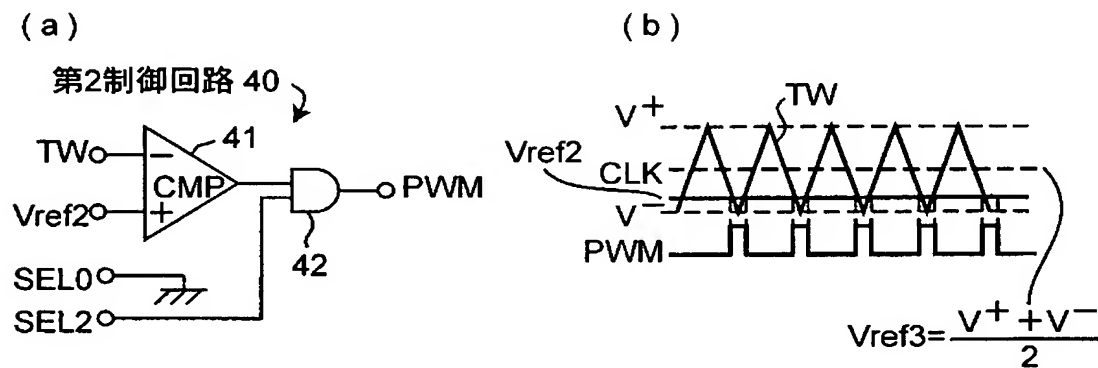 (a)
第2制御回路 40
41
TW
−
CMP
Vref2
+
PWM
42
SEL0
SEL2
(b)
TW
V+
Vref2
CLK
V−
PWM
Vref3= V+ + V− / 2